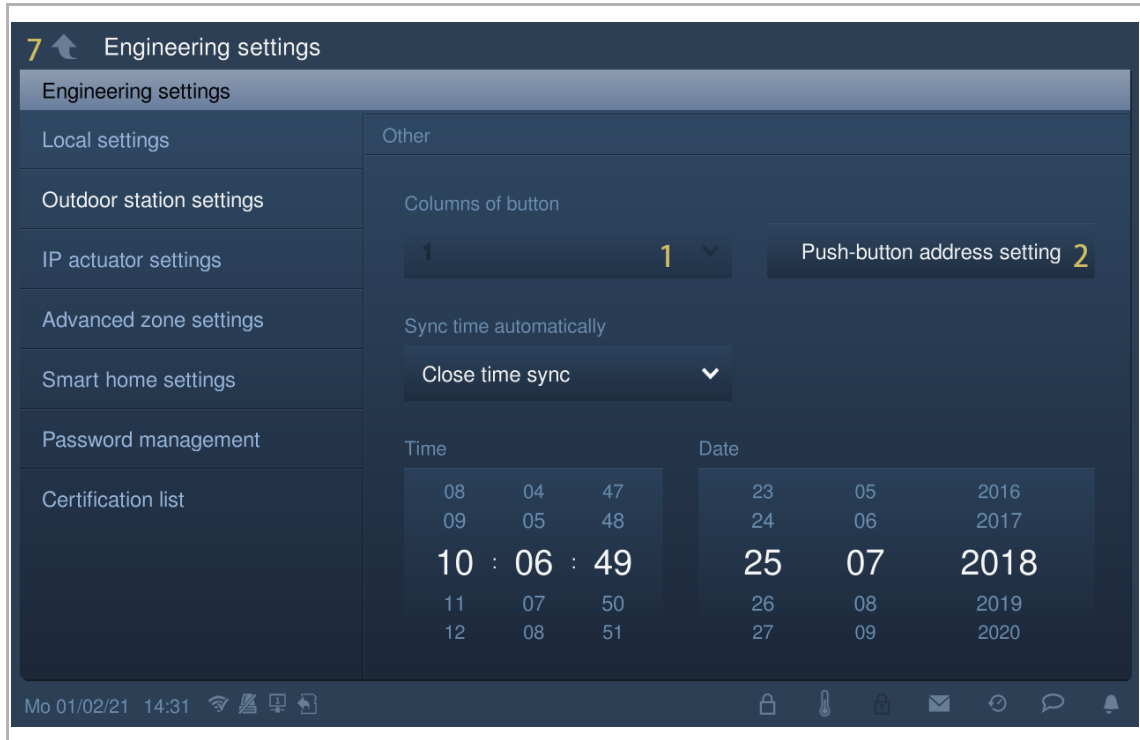 7 Engineering settings
Engineering settings
Local settings
Outdoor station settings
IP actuator settings
Advanced zone settings
Smart home settings
Password management
Certification list
Other
Columns of button
1 1
Push-button address setting 2
Sync time automatically
Close time sync
Time
08 04 47
09 05 48
10 : 06 : 49
11 07 50
12 08 51
Date
23 05 2016
24 06 2017
25 07 2018
26 08 2019
27 09 2020
Mo 01/02/21 14:31 1